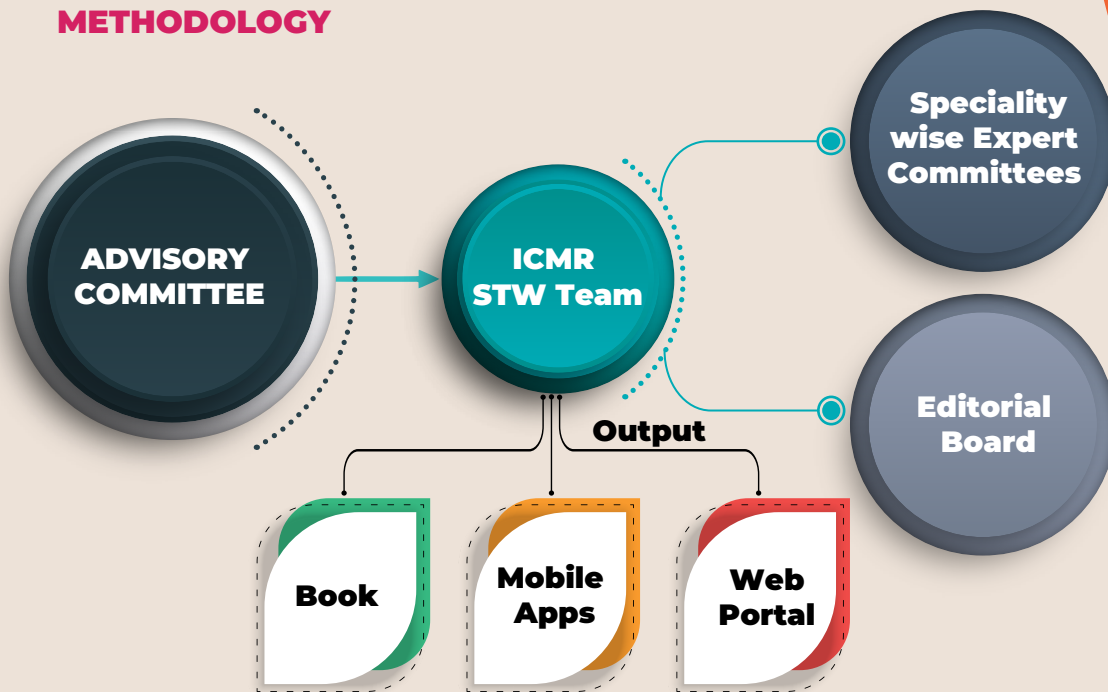 METHODOLOGY
ADVISORY
COMMITTEE
ICMR
STW Team
Speciality
wise Expert
Committees
Editorial
Board
Output
Book
Mobile
Apps
Web
Portal